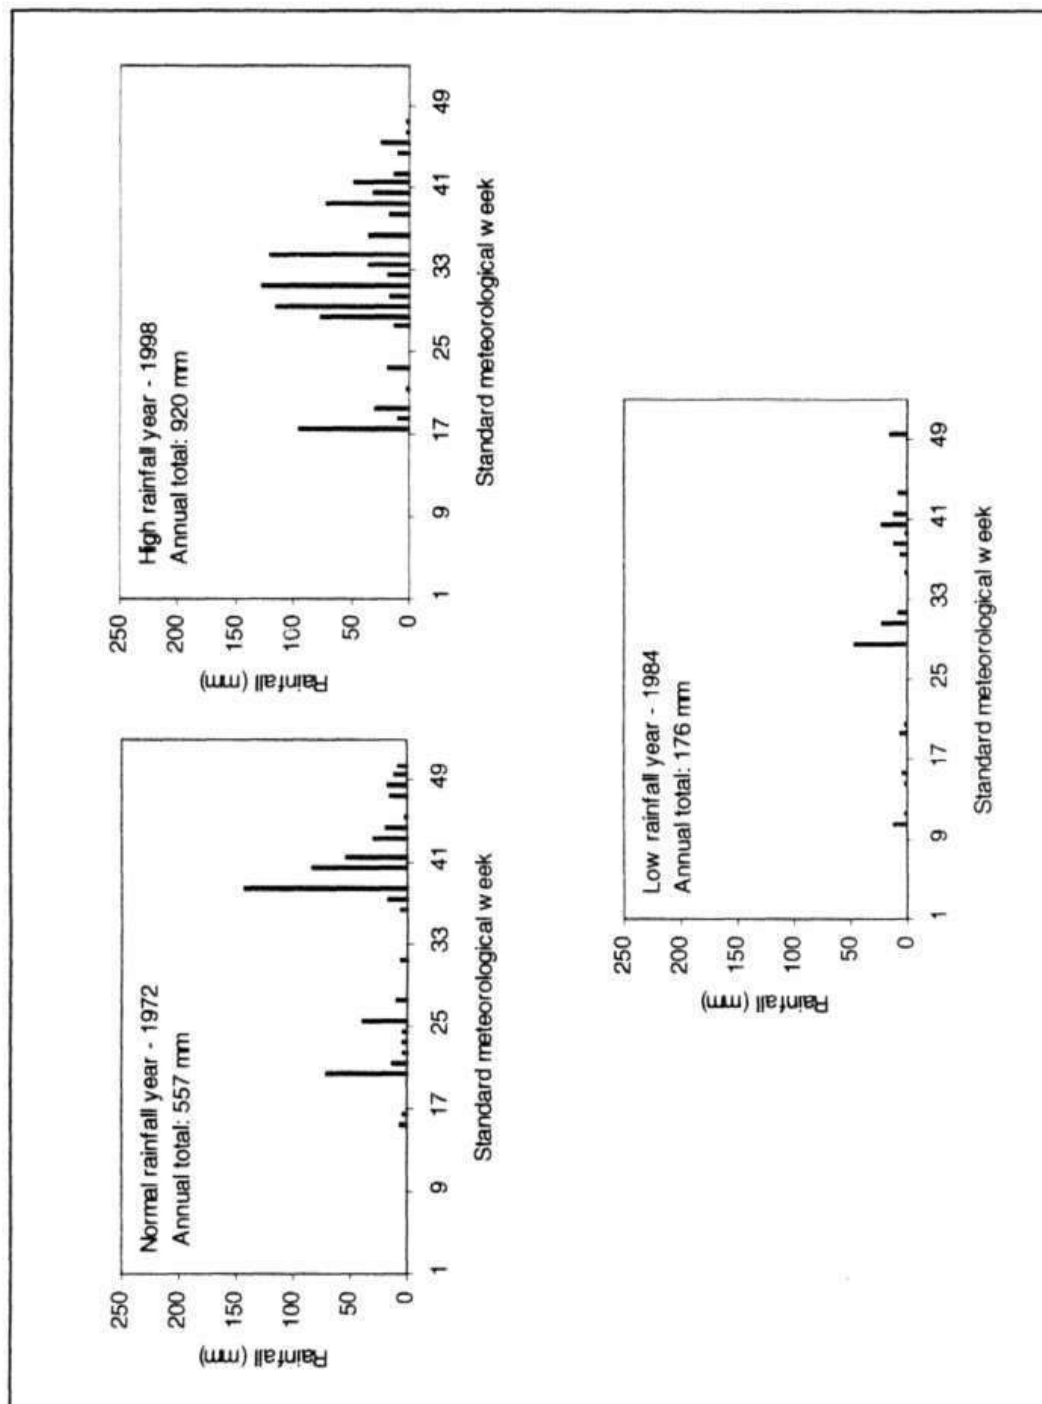 Normal rainfall year - 1972
Annual total: 557 mm
Rainfall (mm)
250
200
150
100
50
0
1 9 17 25 33 41 49
Standard meteorological week
High rainfall year - 1998
Annual total: 920 mm
Rainfall (mm)
250
200
150
100
50
0
1 9 17 25 33 41 49
Standard meteorological week
Low rainfall year - 1984
Annual total: 176 mm
Rainfall (mm)
250
200
150
100
50
0
1 9 17 25 33 41 49
Standard meteorological week